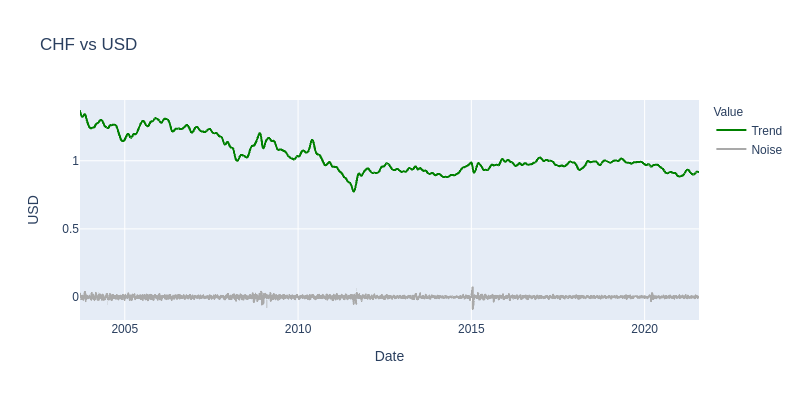 CHF vs USD
Value
Trend
Noise
1
0.5
0
USD
2005
2010
2015
2020
Date